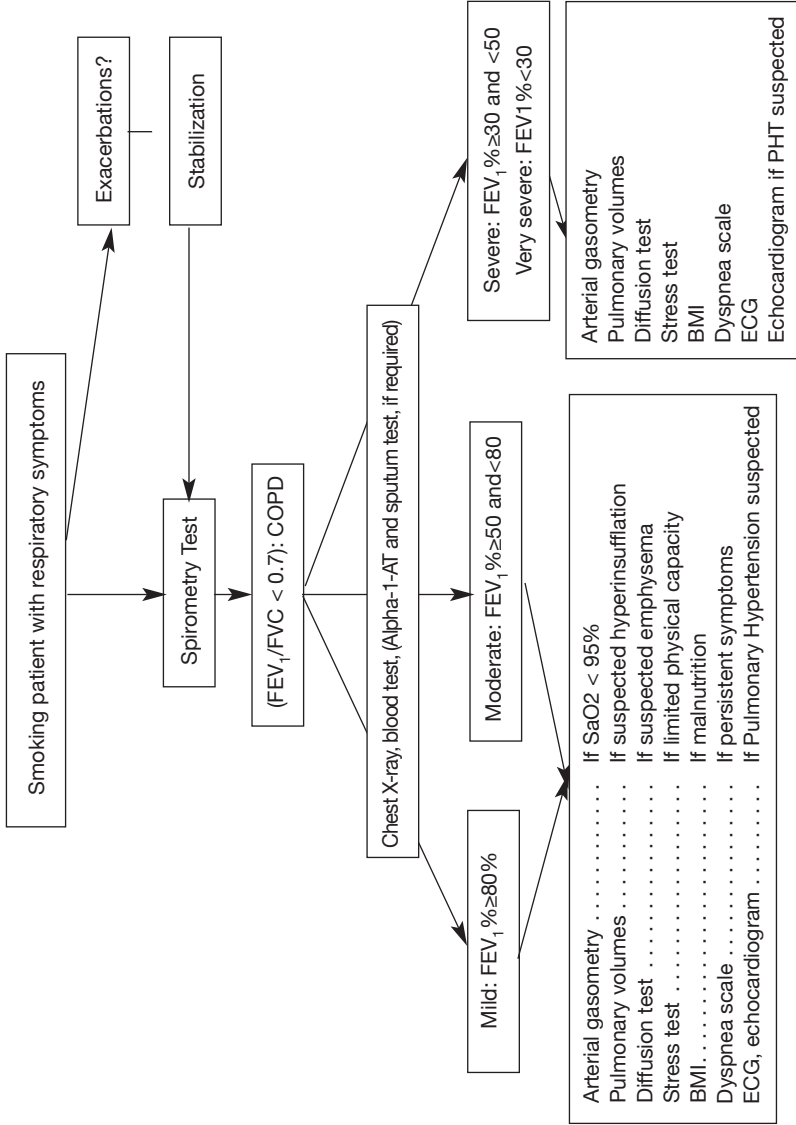 Smoking patient with respiratory symptoms
Exacerbations?
Stabilization
Spirometry Test
(FEV₁/FVC < 0.7): COPD
Chest X-ray, blood test, (Alpha-1-AT and sputum test, if required)
Mild: FEV₁%≥80%
Moderate: FEV₁%≥50 and<80
Severe: FEV₁%≥30 and <50
Very severe: FEV1%<30
Arterial gasometry . . . . . . . . . . . If SaO2 < 95%
Pulmonary volumes . . . . . . . . . . . If suspected hyperinsufflation
Diffusion test . . . . . . . . . . . . . . . . If suspected emphysema
Stress test . . . . . . . . . . . . . . . . . . If limited physical capacity
BMI. . . . . . . . . . . . . . . . . . . . . . . . If malnutrition
Dyspnea scale . . . . . . . . . . . . . . . If persistent symptoms
ECG, echocardiogram . . . . . . . . . If Pulmonary Hypertension suspected
Arterial gasometry
Pulmonary volumes
Diffusion test
Stress test
BMI
Dyspnea scale
ECG
Echocardiogram if PHT suspected